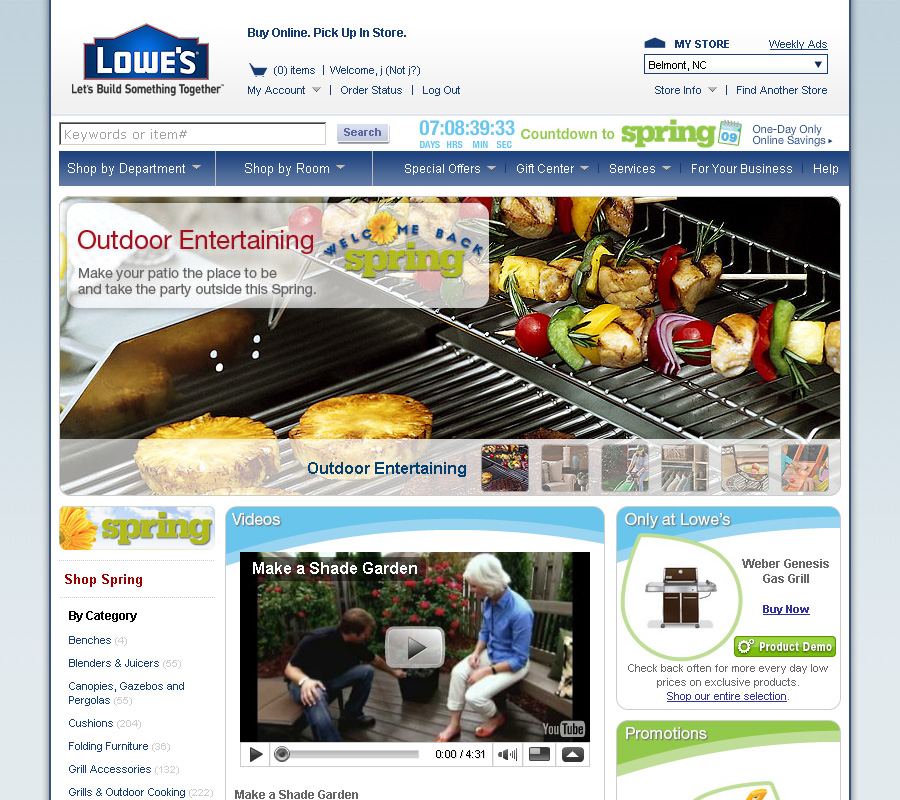 Buy Online. Pick Up In Store.
LOWE'S
Let's Build Something Together™
(0) items | Welcome, j (Not j?)
My Account | Order Status | Log Out
MY STORE Weekly Ads
Belmont, NC
Store Info | Find Another Store
Keywords or item#
Search
07:08:39:33
DAYS HRS MIN SEC
Countdown to spring
09
One-Day Only
Online Savings
Shop by Department
Shop by Room
Special Offers
Gift Center
Services
For Your Business
Help
Outdoor Entertaining
Make your patio the place to be
and take the party outside this Spring.
WELCOME BACK
spring
Outdoor Entertaining
spring
Shop Spring
By Category
Benches (4)
Blenders & Juicers (55)
Canopies, Gazebos and
Pergolas (55)
Cushions (204)
Folding Furniture (36)
Grill Accessories (132)
Grills & Outdoor Cooking (222)
Videos
Make a Shade Garden
YouTube
0:00 / 4:31
Make a Shade Garden
Only at Lowe's
Weber Genesis
Gas Grill
Buy Now
Product Demo
Check back often for more every day low
prices on exclusive products.
Shop our entire selection.
Promotions